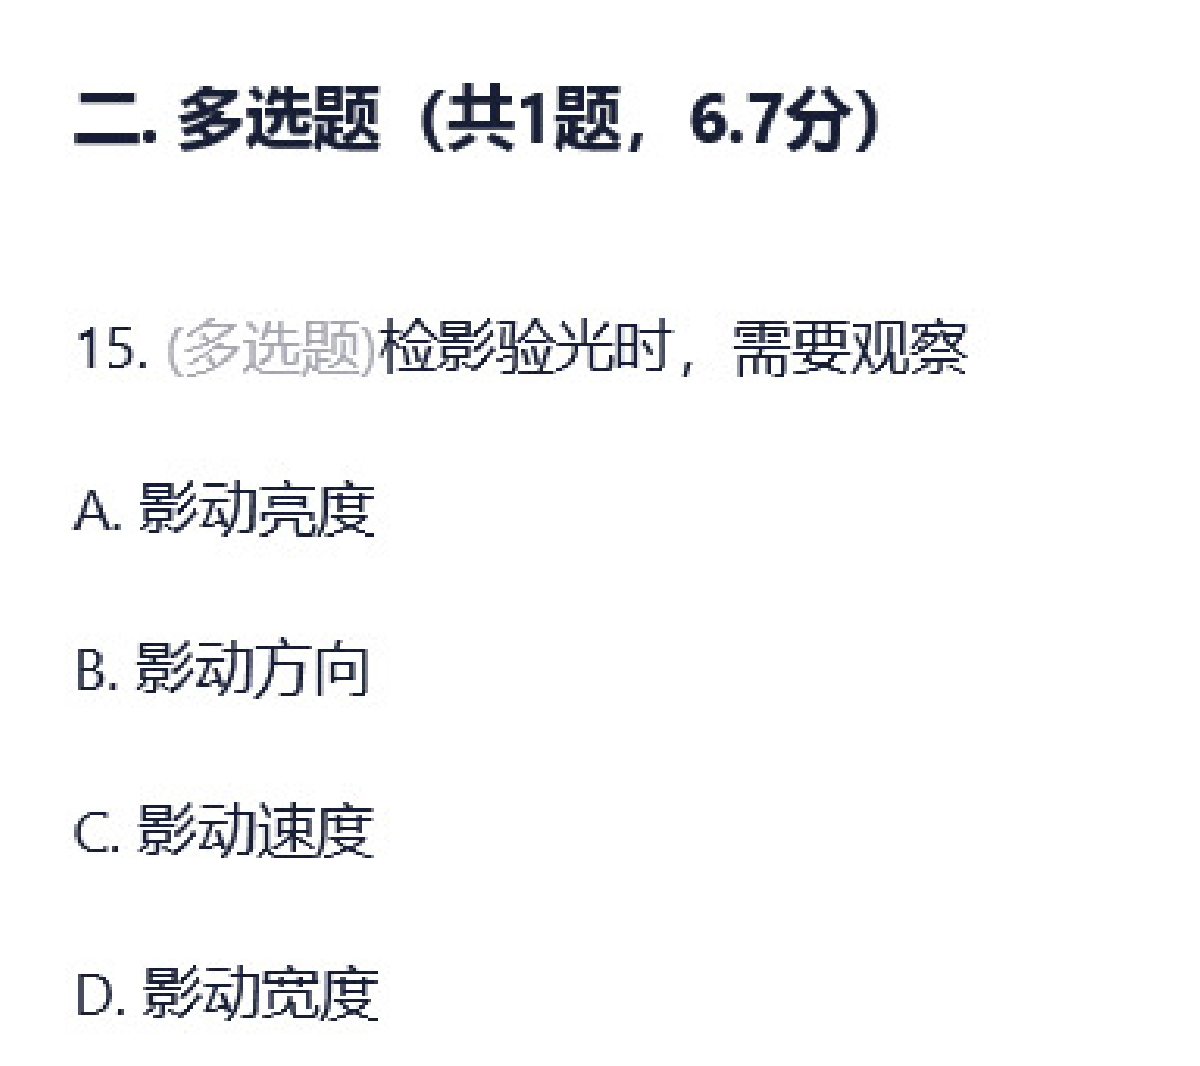 二. 多选题（共1题，6.7分）
15. (多选题)检影验光时，需要观察
A. 影动亮度
B. 影动方向
C. 影动速度
D. 影动宽度